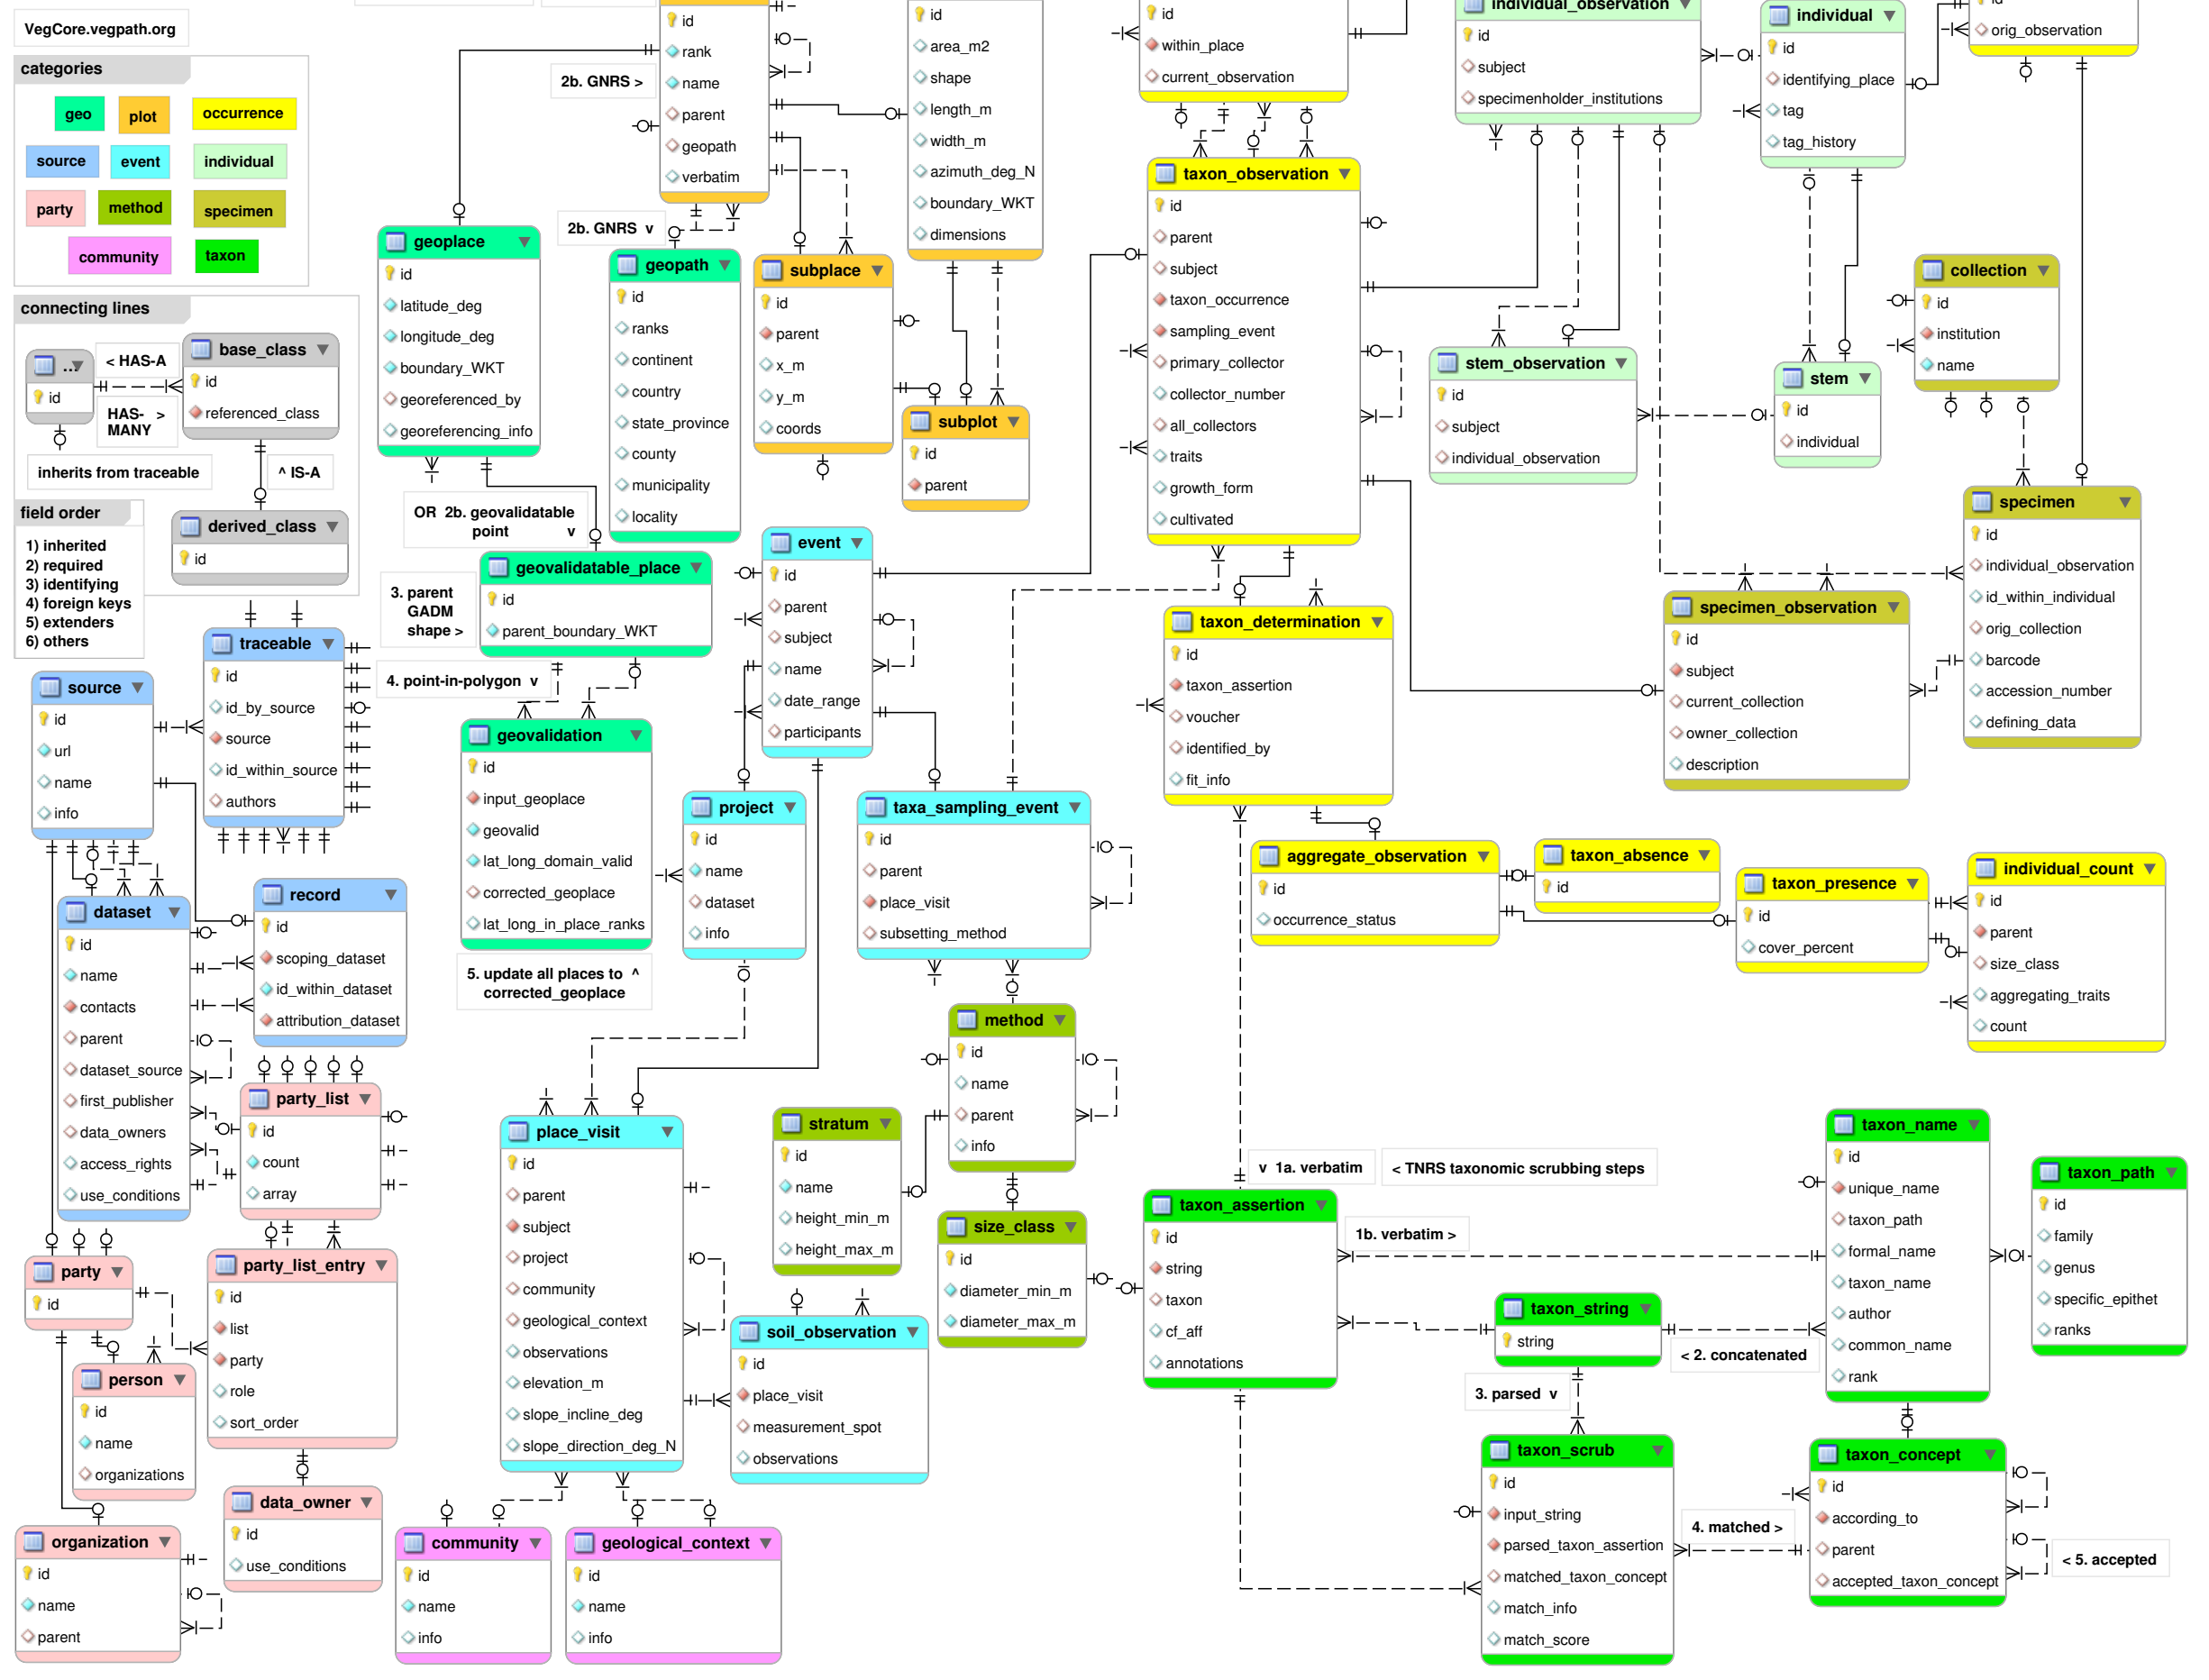 VegCore.vegpath.org
categories
geo
plot
occurrence
source
event
individual
party
method
specimen
community
taxon
connecting lines
...
id
< HAS-A
HAS- >
MANY
base_class
id
referenced_class
inherits from traceable
^ IS-A
derived_class
id
field order
1) inherited
2) required
3) identifying
4) foreign keys
5) extenders
6) others
id
rank
name
parent
geopath
verbatim
2b. GNRS >
2b. GNRS v
id
area_m2
shape
length_m
width_m
azimuth_deg_N
boundary_WKT
dimensions
id
within_place
current_observation
individual_observation
id
subject
specimenholder_institutions
individual
id
identifying_place
tag
tag_history
id
orig_observation
geoplace
id
latitude_deg
longitude_deg
boundary_WKT
georeferenced_by
georeferencing_info
geopath
id
ranks
continent
country
state_province
county
municipality
locality
subplace
id
parent
x_m
y_m
coords
subplot
id
parent
taxon_observation
id
parent
subject
taxon_occurrence
sampling_event
primary_collector
collector_number
all_collectors
traits
growth_form
cultivated
stem_observation
id
subject
individual_observation
stem
id
individual
collection
id
institution
name
specimen
id
individual_observation
id_within_individual
orig_collection
barcode
accession_number
defining_data
specimen_observation
id
subject
current_collection
owner_collection
description
OR 2b. geovalidatable
point v
geovalidatable_place
id
parent_boundary_WKT
3. parent
GADM
shape >
4. point-in-polygon v
geovalidation
id
input_geoplace
geovalid
lat_long_domain_valid
corrected_geoplace
lat_long_in_place_ranks
5. update all places to ^
corrected_geoplace
event
id
parent
subject
name
date_range
participants
taxon_determination
id
taxon_assertion
voucher
identified_by
fit_info
traceable
id
id_by_source
source
id_within_source
authors
source
id
url
name
info
project
id
name
dataset
info
taxa_sampling_event
id
parent
place_visit
subsetting_method
aggregate_observation
id
occurrence_status
taxon_absence
id
taxon_presence
id
cover_percent
individual_count
id
parent
size_class
aggregating_traits
count
dataset
id
name
contacts
parent
dataset_source
first_publisher
data_owners
access_rights
use_conditions
record
id
scoping_dataset
id_within_dataset
attribution_dataset
party_list
id
count
array
method
id
name
parent
info
place_visit
id
parent
subject
project
community
geological_context
observations
elevation_m
slope_incline_deg
slope_direction_deg_N
stratum
id
name
height_min_m
height_max_m
size_class
id
diameter_min_m
diameter_max_m
soil_observation
id
place_visit
measurement_spot
observations
party
id
party_list_entry
id
list
party
role
sort_order
person
id
name
organizations
data_owner
id
use_conditions
organization
id
name
parent
community
id
name
info
geological_context
id
name
info
v 1a. verbatim
< TNRS taxonomic scrubbing steps
taxon_assertion
id
string
taxon
cf_aff
annotations
1b. verbatim >
taxon_string
string
< 2. concatenated
3. parsed v
taxon_name
id
unique_name
taxon_path
formal_name
taxon_name
author
common_name
rank
taxon_path
id
family
genus
specific_epithet
ranks
taxon_scrub
id
input_string
parsed_taxon_assertion
matched_taxon_concept
match_info
match_score
4. matched >
taxon_concept
id
according_to
parent
accepted_taxon_concept
< 5. accepted